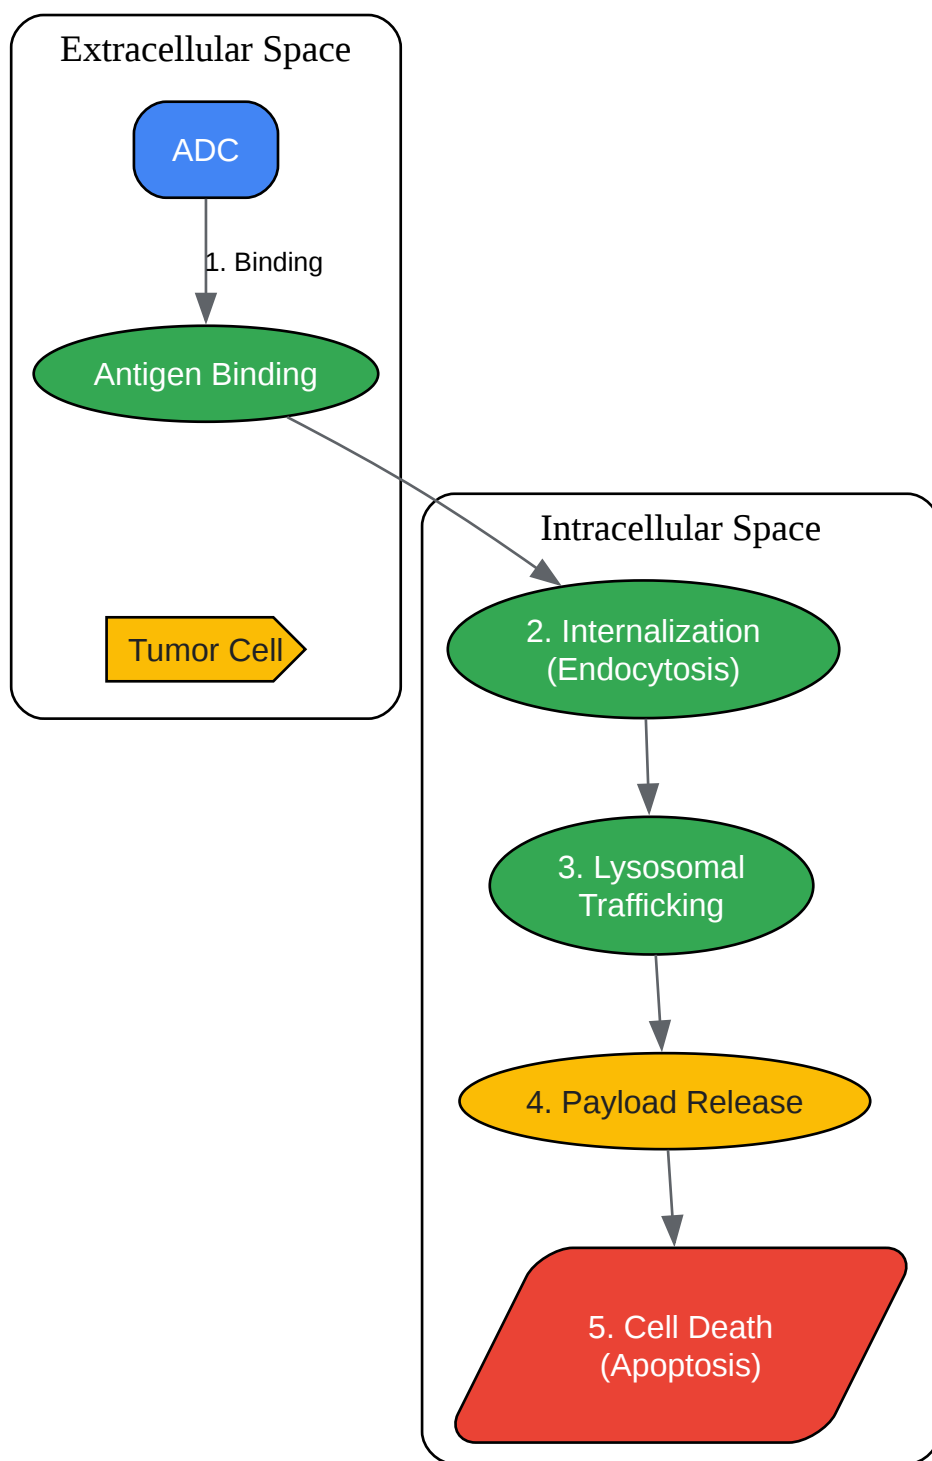 Extracellular Space
ADC
1. Binding
Antigen Binding
Tumor Cell
Intracellular Space
2. Internalization
(Endocytosis)
3. Lysosomal
Trafficking
4. Payload Release
5. Cell Death
(Apoptosis)